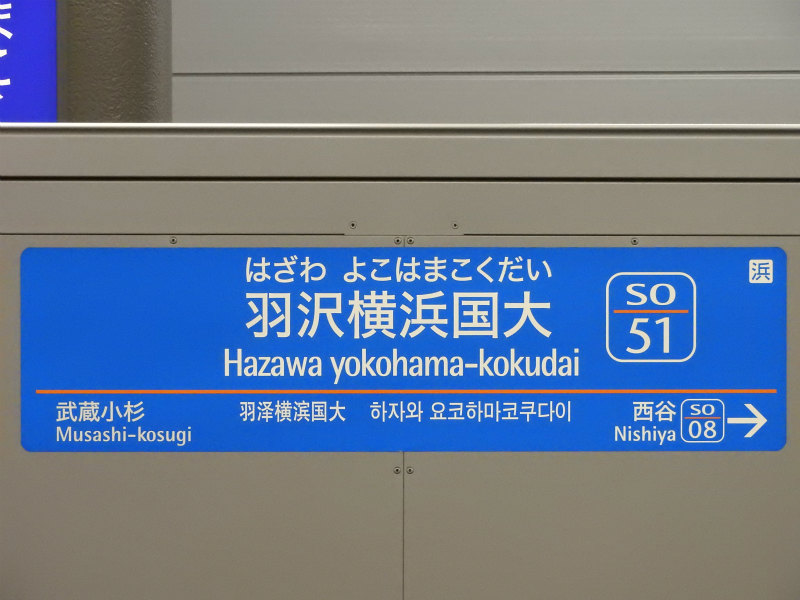 はざわ よこはまこくだい
羽沢横浜国大
Hazawa yokohama-kokudai
SO
51
浜
武蔵小杉
Musashi-kosugi
羽泽横滨国大 하자와 요코하마코쿠다이
西谷
Nishiya
SO
08